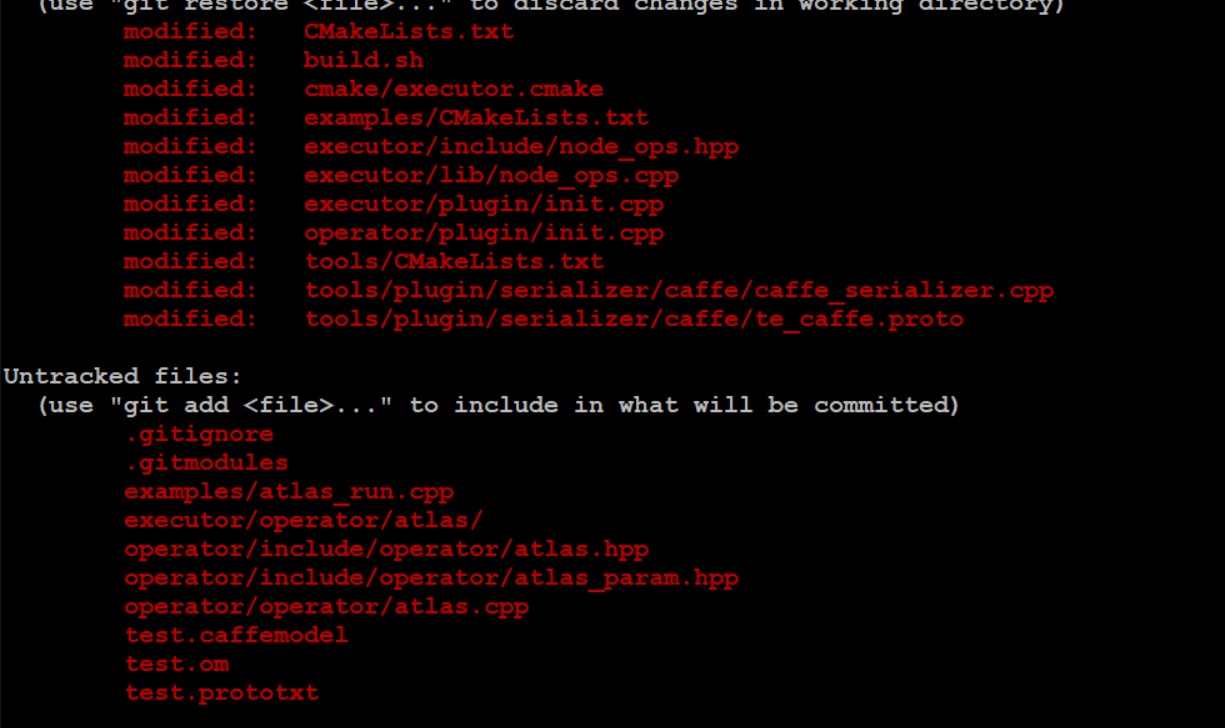 (use "git restore <file>..." to discard changes in working directory)
modified:   CMakeLists.txt
modified:   build.sh
modified:   cmake/executor.cmake
modified:   examples/CMakeLists.txt
modified:   executor/include/node_ops.hpp
modified:   executor/lib/node_ops.cpp
modified:   executor/plugin/init.cpp
modified:   operator/plugin/init.cpp
modified:   tools/CMakeLists.txt
modified:   tools/plugin/serializer/caffe/caffe_serializer.cpp
modified:   tools/plugin/serializer/caffe/te_caffe.proto
Untracked files:
(use "git add <file>..." to include in what will be committed)
.gitignore
.gitmodules
examples/atlas_run.cpp
executor/operator/atlas/
operator/include/operator/atlas.hpp
operator/include/operator/atlas_param.hpp
operator/operator/atlas.cpp
test.caffemodel
test.om
test.prototxt